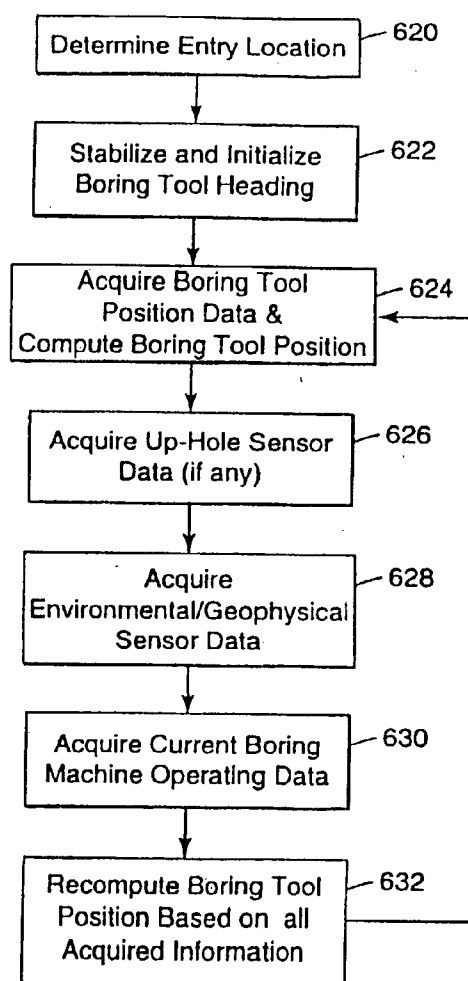 Determine Entry Location
620
Stabilize and Initialize
Boring Tool Heading
622
Acquire Boring Tool
Position Data &
Compute Boring Tool Position
624
Acquire Up-Hole Sensor
Data (if any)
626
Acquire
Environmental/Geophysical
Sensor Data
628
Acquire Current Boring
Machine Operating Data
630
Recompute Boring Tool
Position Based on all
Acquired Information
632